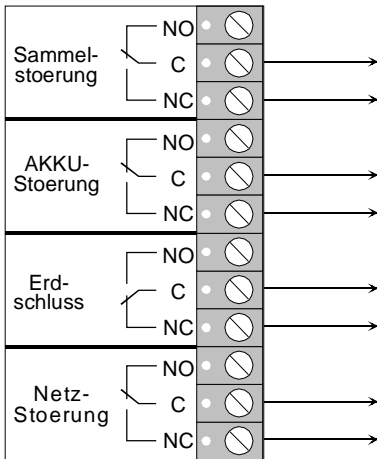 NO
Sammel-
stoerung
C
NC
NO
AKKU-
Stoerung
C
NC
NO
Erd-
schluss
C
NC
NO
Netz-
Stoerung
C
NC